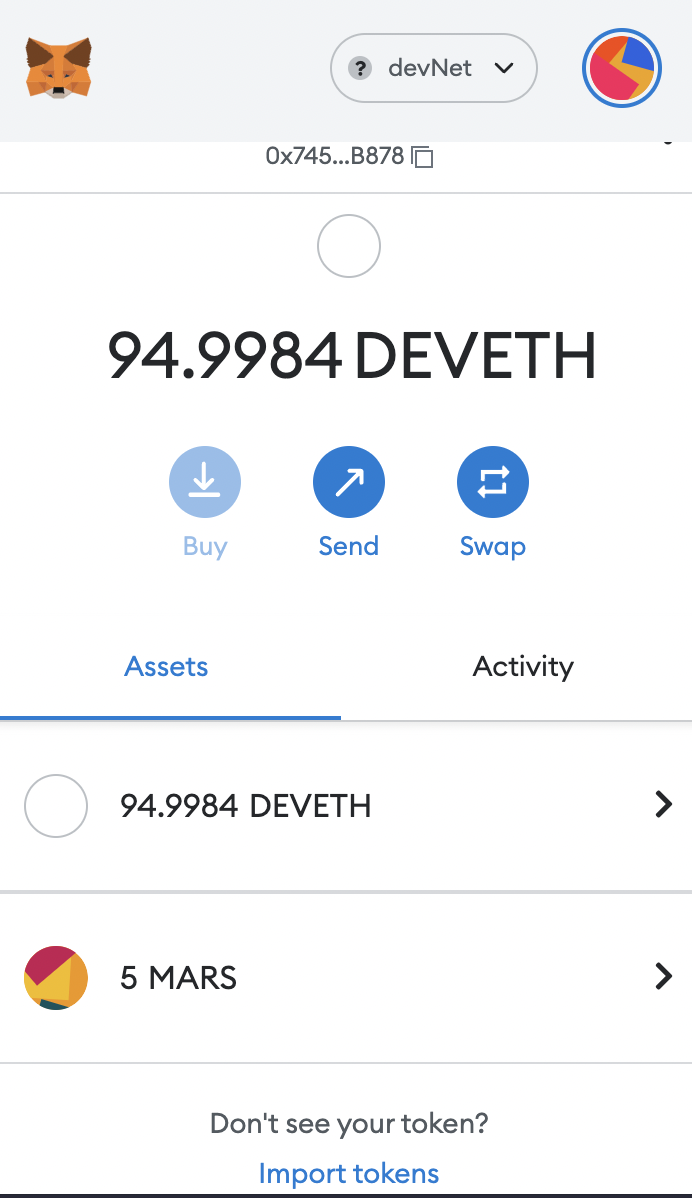 ? devNet
0x745...B878
94.9984 DEVETH
Buy Send Swap
Assets Activity
94.9984 DEVETH
5 MARS
Don't see your token?
Import tokens